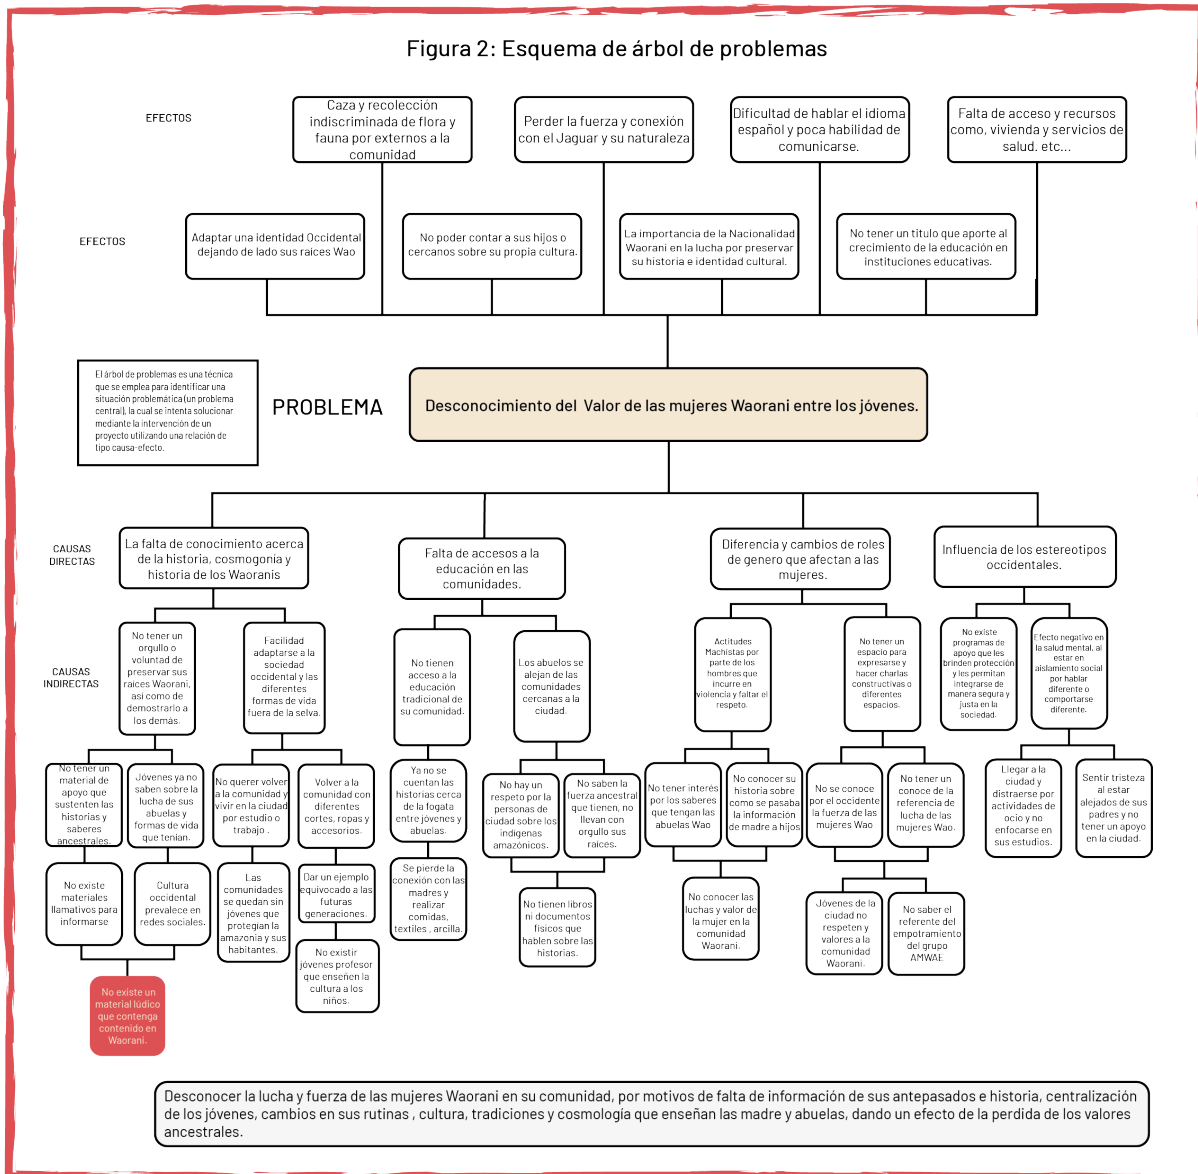 Figura 2: Esquema de árbol de problemas
EFECTOS
Caza y recolección
indiscriminada de flora y
fauna por externos a la
comunidad
Perder la fuerza y conexión
con el Jaguar y su naturaleza
Dificultad de hablar el idioma
español y poca habilidad de
comunicarse.
Falta de acceso y recursos
como, vivienda y servicios de
salud. etc...
EFECTOS
Adaptar una identidad Occidental
dejando de lado sus raíces Wao
No poder contar a sus hijos o
cercanos sobre su propia cultura.
La importancia de la Nacionalidad
Waorani en la lucha por preservar
su historia e identidad cultural.
No tener un titulo que aporte al
crecimiento de la educación en
instituciones educativas.
El árbol de problemas es una técnica
que se emplea para identificar una
situación problemática (un problema
central), la cual se intenta solucionar
mediante la intervención de un
proyecto utilizando una relación de
tipo causa-efecto.
PROBLEMA
Desconocimiento del Valor de las mujeres Waorani entre los jóvenes.
CAUSAS
DIRECTAS
La falta de conocimiento acerca
de la historia, cosmogonía y
historia de los Waoranis
Falta de accesos a la
educación en las
comunidades.
Diferencia y cambios de roles
de genero que afectan a las
mujeres.
Influencia de los estereotipos
occidentales.
CAUSAS
INDIRECTAS
No tener un
orgullo o
voluntad de
preservar sus
raíces Waorani,
así como de
demostrarlo a
los demás.
Facilidad
adaptarse a la
sociedad
occidental y las
diferentes
formas de vida
fuera de la selva.
No tienen
acceso a la
educación
tradicional de
su comunidad.
Los abuelos se
alejan de las
comunidades
cercanas a la
ciudad.
Actitudes
Machistas por
parte de los
hombres que
incurre en
violencia y faltar el
respeto.
No tener un
espacio para
expresarse y
hacer charlas
constructivas o
diferentes
espacios.
No existe
programas de
apoyo que les
brinden protección
y les permitan
integrarse de
manera segura y
justa en la
sociedad.
Efecto negativo en
la salud mental, al
estar en
aislamiento social
por hablar
diferente o
comportarse
diferente.
No tener un
material de
apoyo que
sustenten las
historias y
saberes
ancestrales.
Jóvenes ya no
saben sobre la
lucha de sus
abuelas y
formas de vida
que tenían.
No querer volver
a la comunidad y
vivir en la ciudad
por estudio o
trabajo .
Volver a la
comunidad con
diferentes
cortes, ropas y
accesorios.
Ya no se
cuentan las
historias cerca
de la fogata
entre jóvenes y
abuelas.
No hay un
respeto por la
personas de
ciudad sobre los
indígenas
amazónicos.
No saben la
fuerza ancestral
que tienen, no
llevan con
orgullo sus
raíces.
No tener interés
por los saberes
que tengan las
abuelas Wao
No conocer su
historia sobre
como se pasaba
la información
de madre a hijos
No se conoce
por el occidente
la fuerza de las
mujeres Wao
No tener un
conoce de la
referencia de
lucha de las
mujeres Wao.
Llegar a la
ciudad y
distraerse por
actividades de
ocio y no
enfocarse en
sus estudios.
Sentir tristeza
al estar
alejados de sus
padres y no
tener un apoyo
en la ciudad.
No existe
materiales
llamativos para
informarse
Cultura
occidental
prevalece en
redes sociales.
Las
comunidades
se quedan sin
jóvenes que
protegían la
amazonia y sus
habitantes.
Dar un ejemplo
equivocado a las
futuras
generaciones.
Se pierde la
conexión con las
madres y
realizar
comidas,
textiles , arcilla.
No tienen libros
ni documentos
físicos que
hablen sobre las
historias.
No conocer las
luchas y valor de
la mujer en la
comunidad
Waorani.
Jóvenes de la
ciudad no
respeten y
valores a la
comunidad
Waorani.
No saber el
referente del
empotramiento
del grupo
AMWAE
No existir
jóvenes profesor
que enseñen la
cultura a los
niños.
No existe un
material lúdico
que contenga
contenido en
Waorani.
Desconocer la lucha y fuerza de las mujeres Waorani en su comunidad, por motivos de falta de información de sus antepasados e historia, centralización
de los jóvenes, cambios en sus rutinas , cultura, tradiciones y cosmología que enseñan las madre y abuelas, dando un efecto de la perdida de los valores
ancestrales.